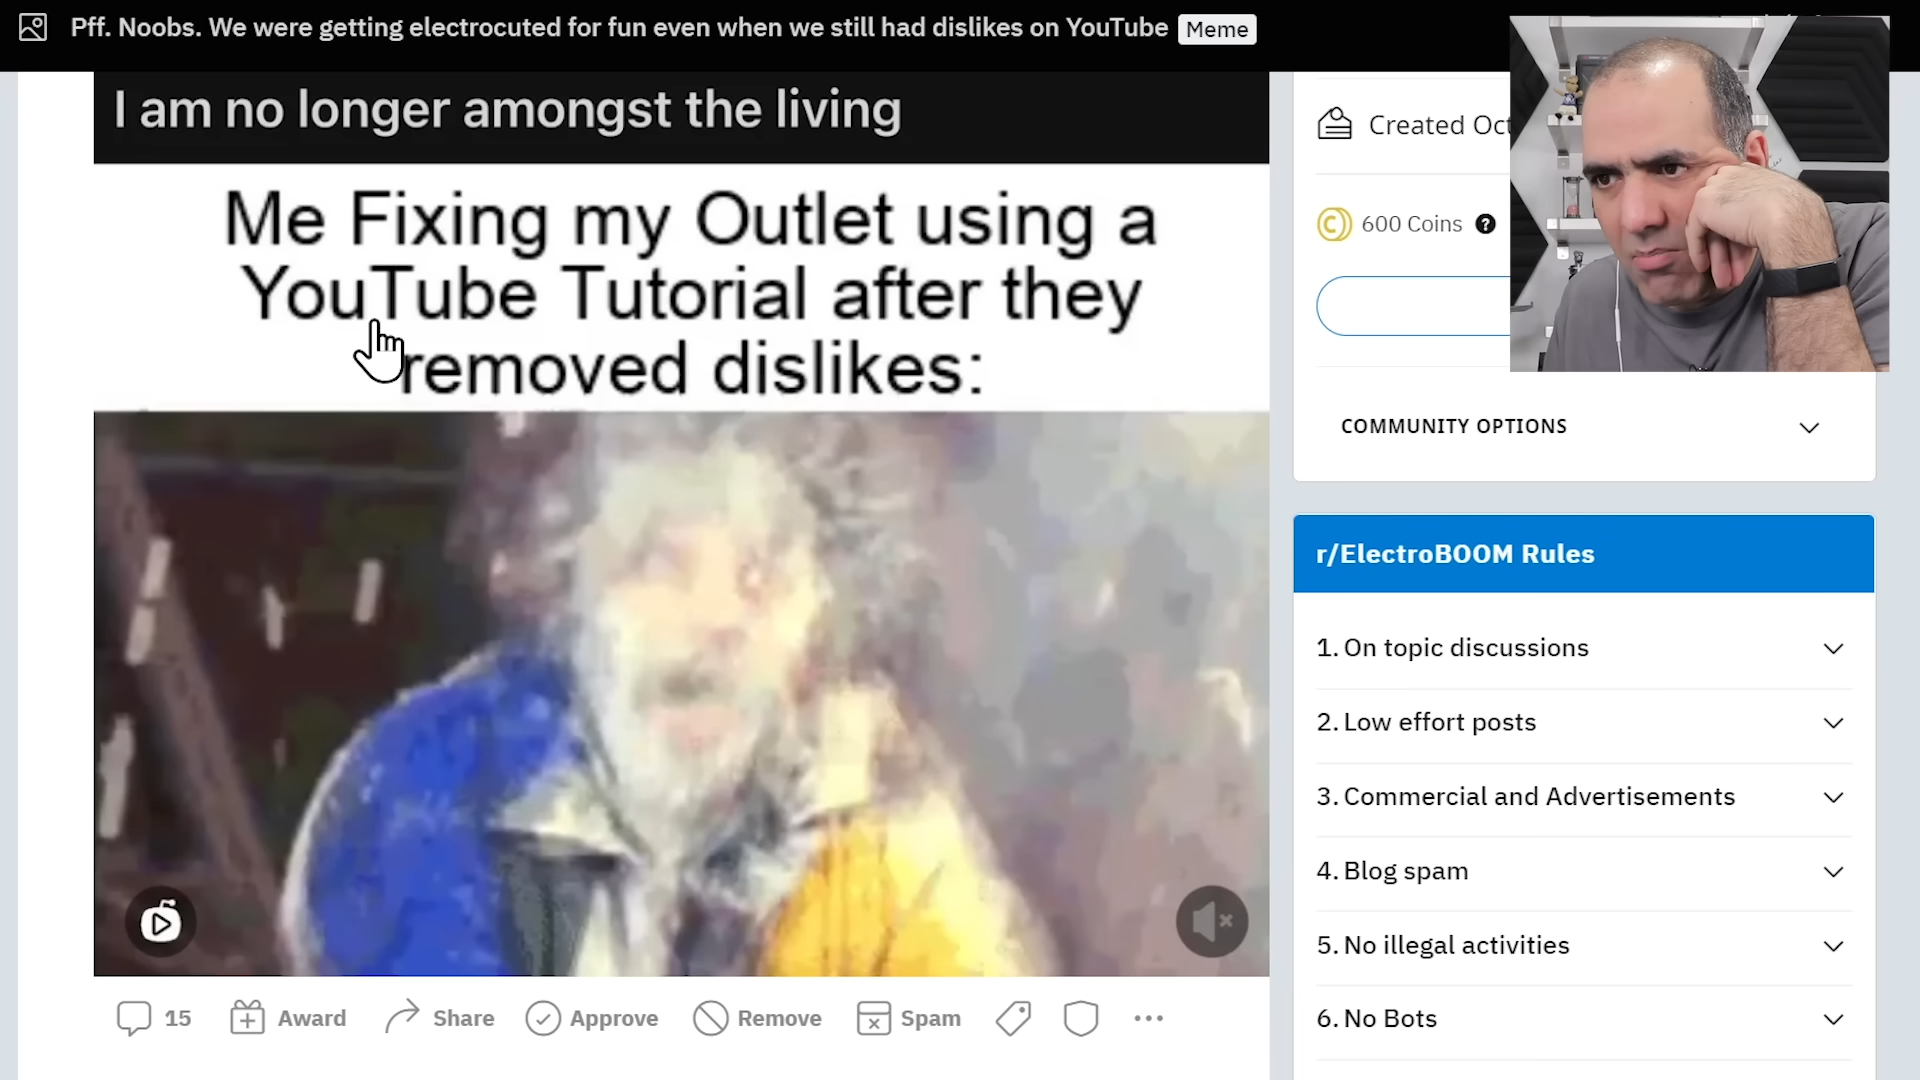 Pff. Noobs. We were getting electrocuted for fun even when we still had dislikes on YouTube Meme
I am no longer amongst the living
Me Fixing my Outlet using a
YouTube Tutorial after they
removed dislikes:
15 Award Share Approve Remove Spam
Created Oct
600 Coins
COMMUNITY OPTIONS
r/ElectroBOOM Rules
1. On topic discussions
2. Low effort posts
3. Commercial and Advertisements
4. Blog spam
5. No illegal activities
6. No Bots